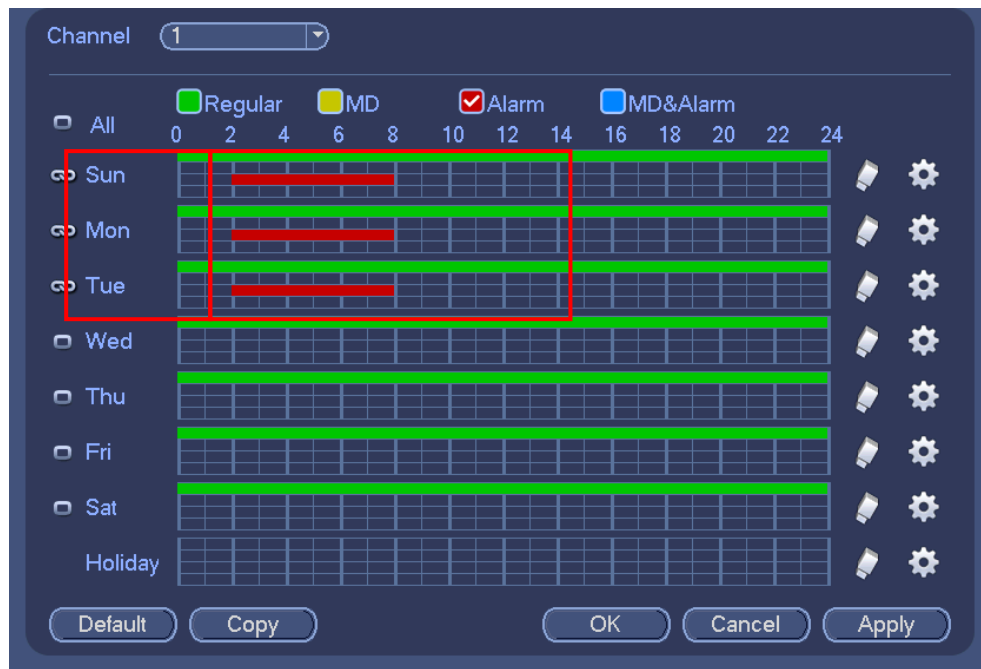 Channel 1
Regular MD Alarm MD&Alarm
All 0 2 4 6 8 10 12 14 16 18 20 22 24
Sun
Mon
Tue
Wed
Thu
Fri
Sat
Holiday
Default Copy OK Cancel Apply